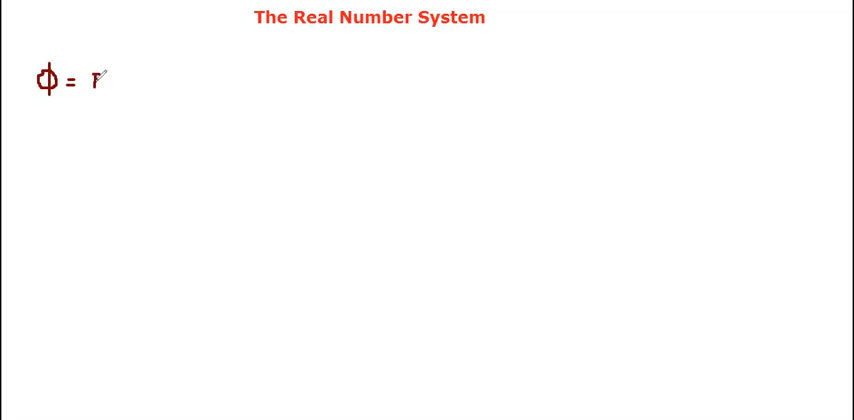 The Real Number System
ϕ = r